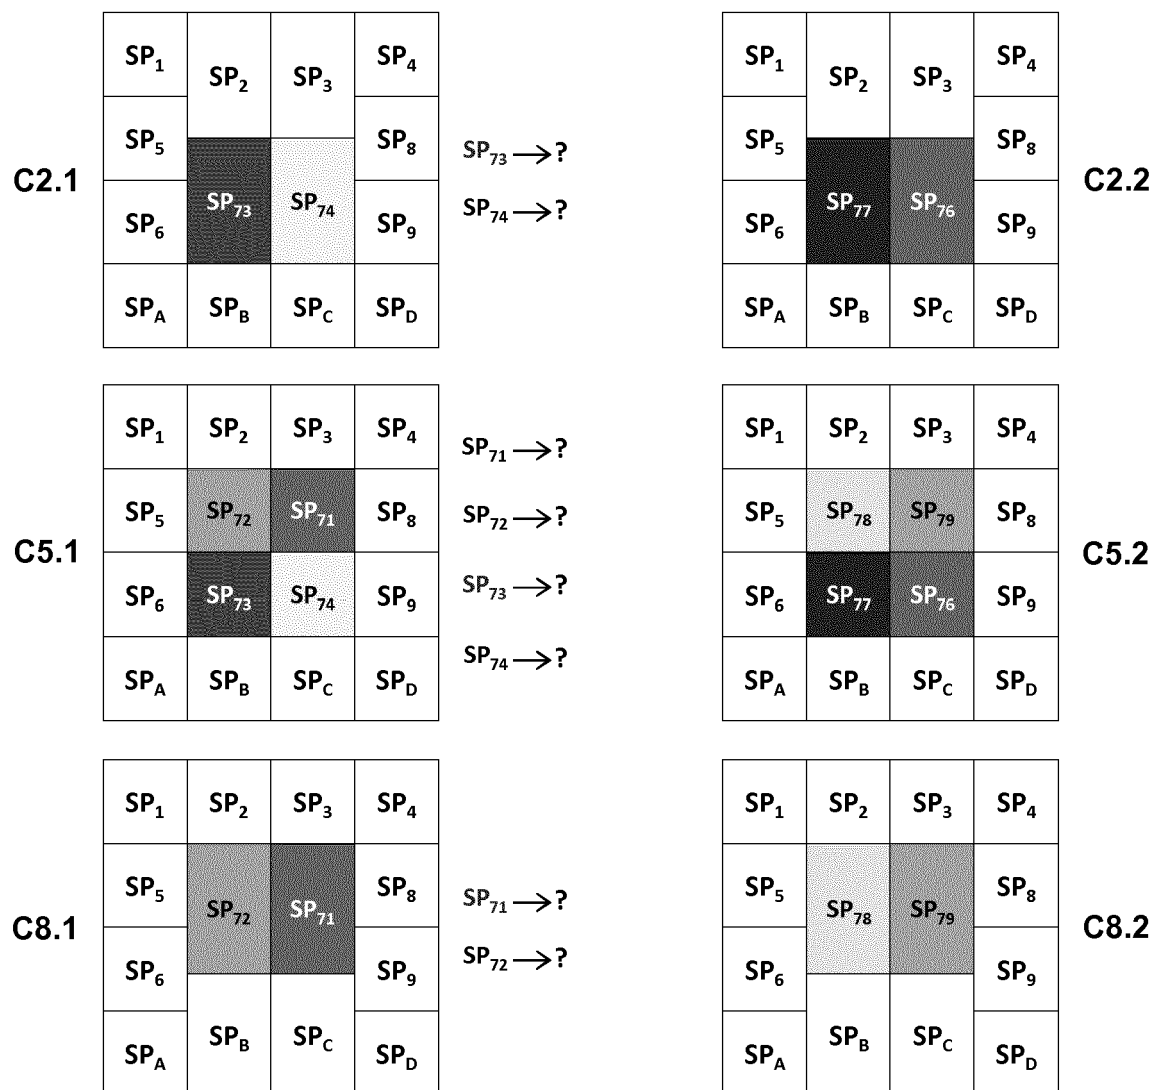 C2.1
SP1 SP2 SP3 SP4
SP5 SP8
SP73 SP74
SP6 SP9
SPA SPB SPC SPD
SP73 → ?
SP74 → ?
SP1 SP2 SP3 SP4
SP5 SP8
SP77 SP76
SP6 SP9
SPA SPB SPC SPD
C2.2
C5.1
SP1 SP2 SP3 SP4
SP5 SP72 SP71 SP8
SP6 SP73 SP74 SP9
SPA SPB SPC SPD
SP71 → ?
SP72 → ?
SP73 → ?
SP74 → ?
SP1 SP2 SP3 SP4
SP5 SP78 SP79 SP8
SP6 SP77 SP76 SP9
SPA SPB SPC SPD
C5.2
C8.1
SP1 SP2 SP3 SP4
SP5 SP8
SP72 SP71
SP6 SP9
SPA SPB SPC SPD
SP71 → ?
SP72 → ?
SP1 SP2 SP3 SP4
SP5 SP8
SP78 SP79
SP6 SP9
SPA SPB SPC SPD
C8.2